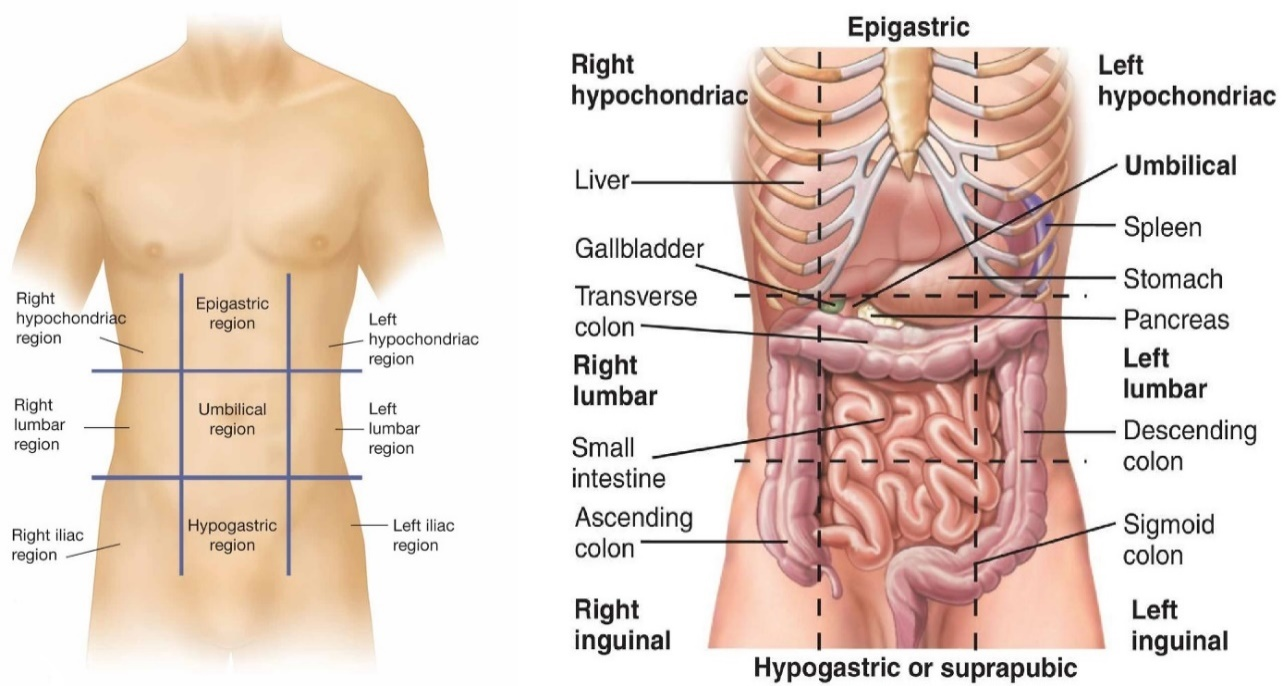 Epigastric
region
Right
hypochondriac
region
Left
hypochondriac
region
Right
lumbar
region
Umbilical
region
Left
lumbar
region
Right iliac
region
Hypogastric
region
Left iliac
region
Epigastric
Right
hypochondriac
Left
hypochondriac
Liver
Umbilical
Spleen
Gallbladder
Stomach
Transverse
colon
Pancreas
Right
lumbar
Left
lumbar
Small
intestine
Descending
colon
Ascending
colon
Sigmoid
colon
Right
inguinal
Left
inguinal
Hypogastric or suprapubic